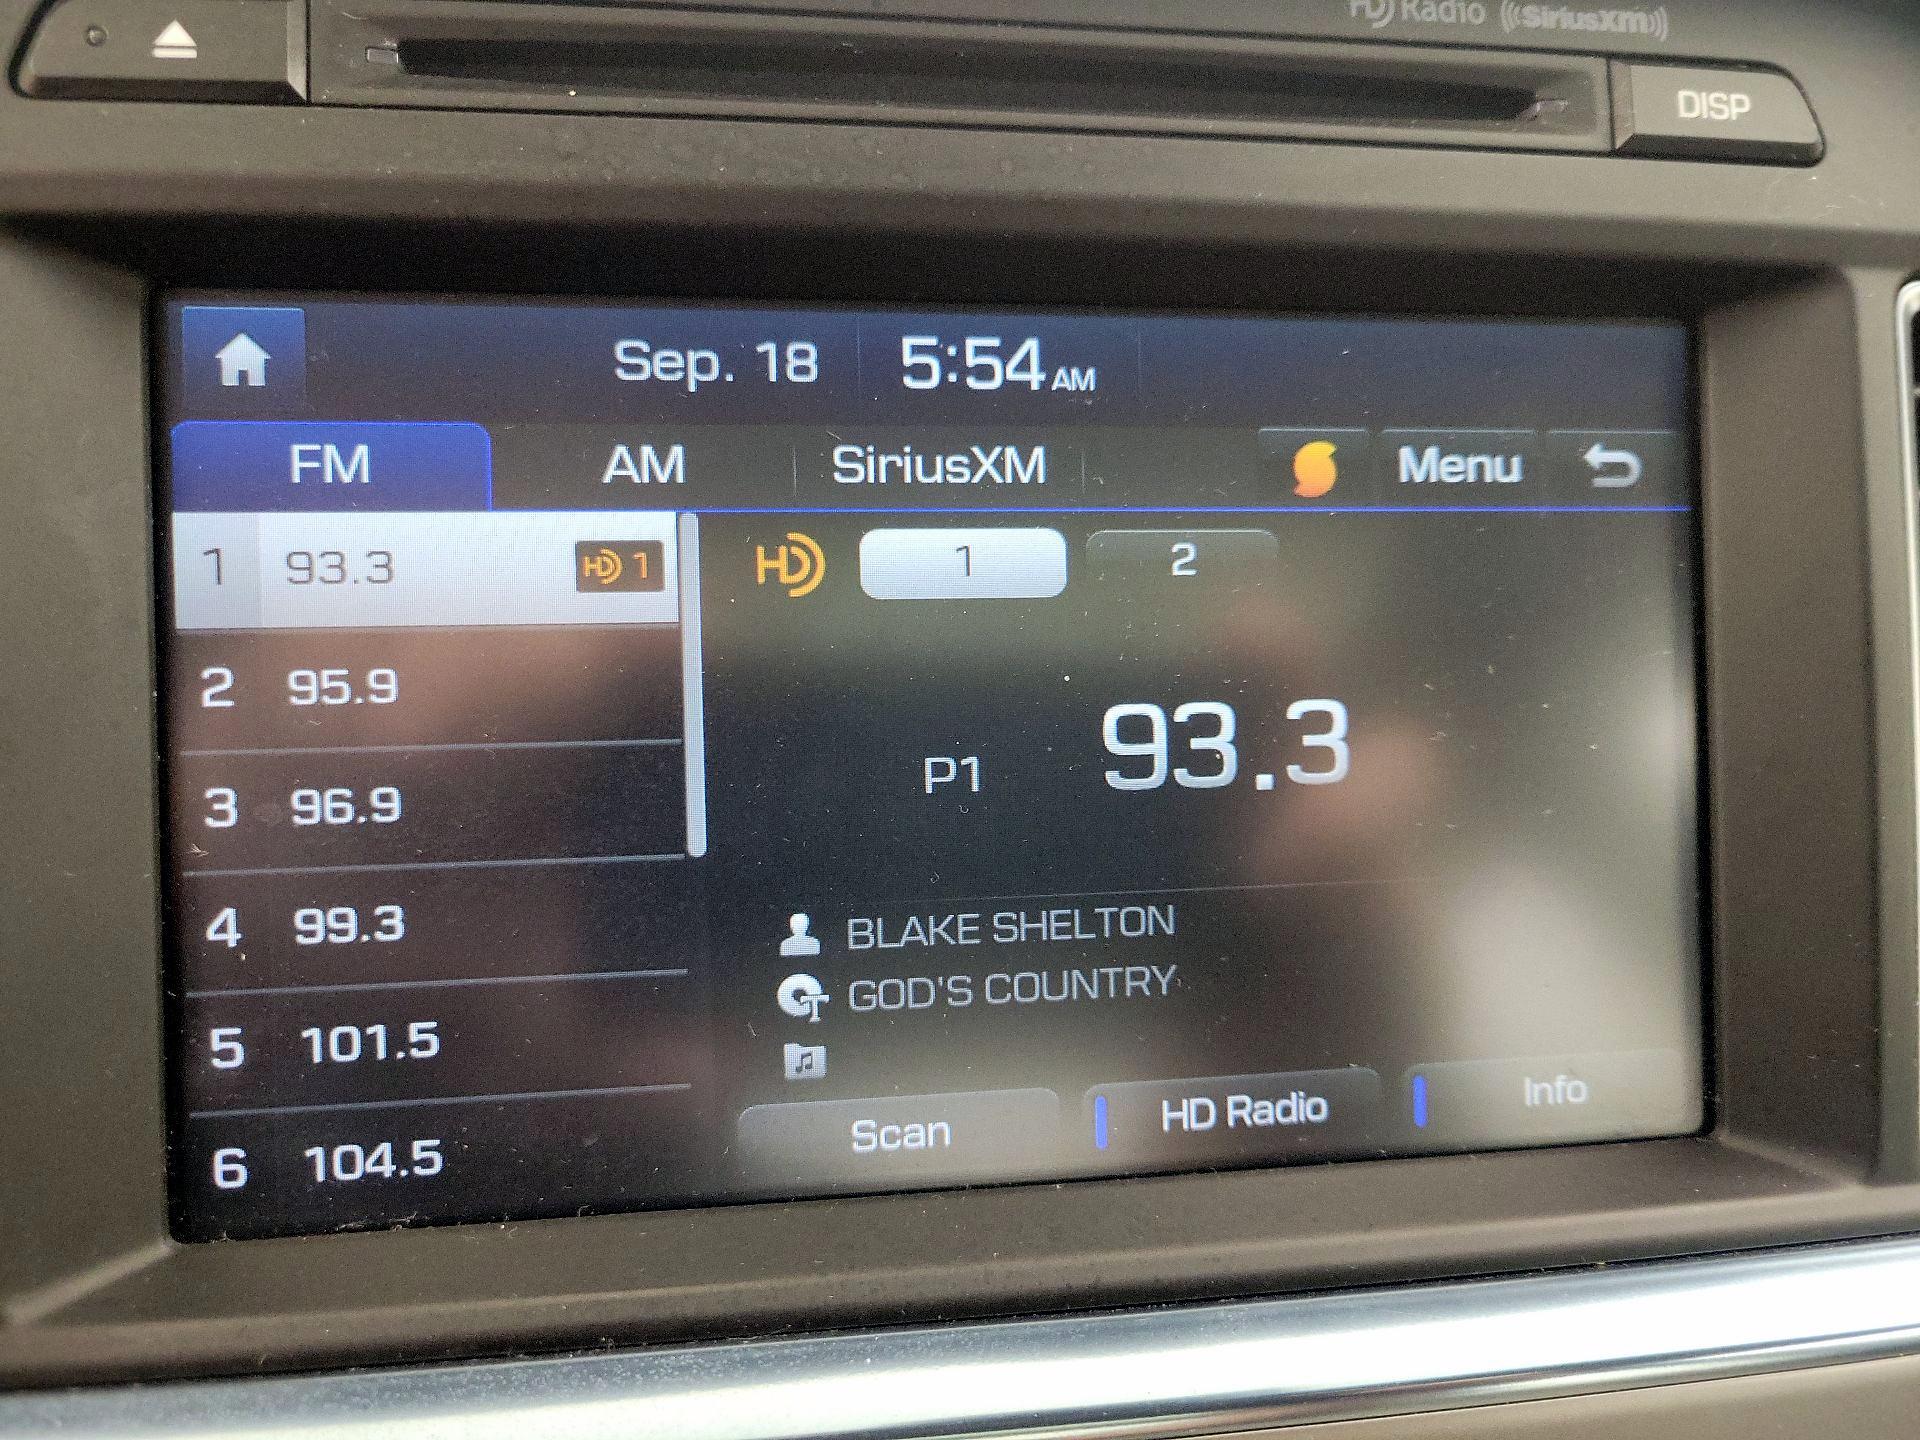 HD Radio ((SiriusXM))
DISP
Sep. 18 5:54 AM
FM AM SiriusXM Menu
1 93.3 HD 1
HD 1 2
2 95.9
3 96.9
4 99.3
5 101.5
6 104.5
P1 93.3
BLAKE SHELTON
GOD'S COUNTRY
Scan HD Radio Info